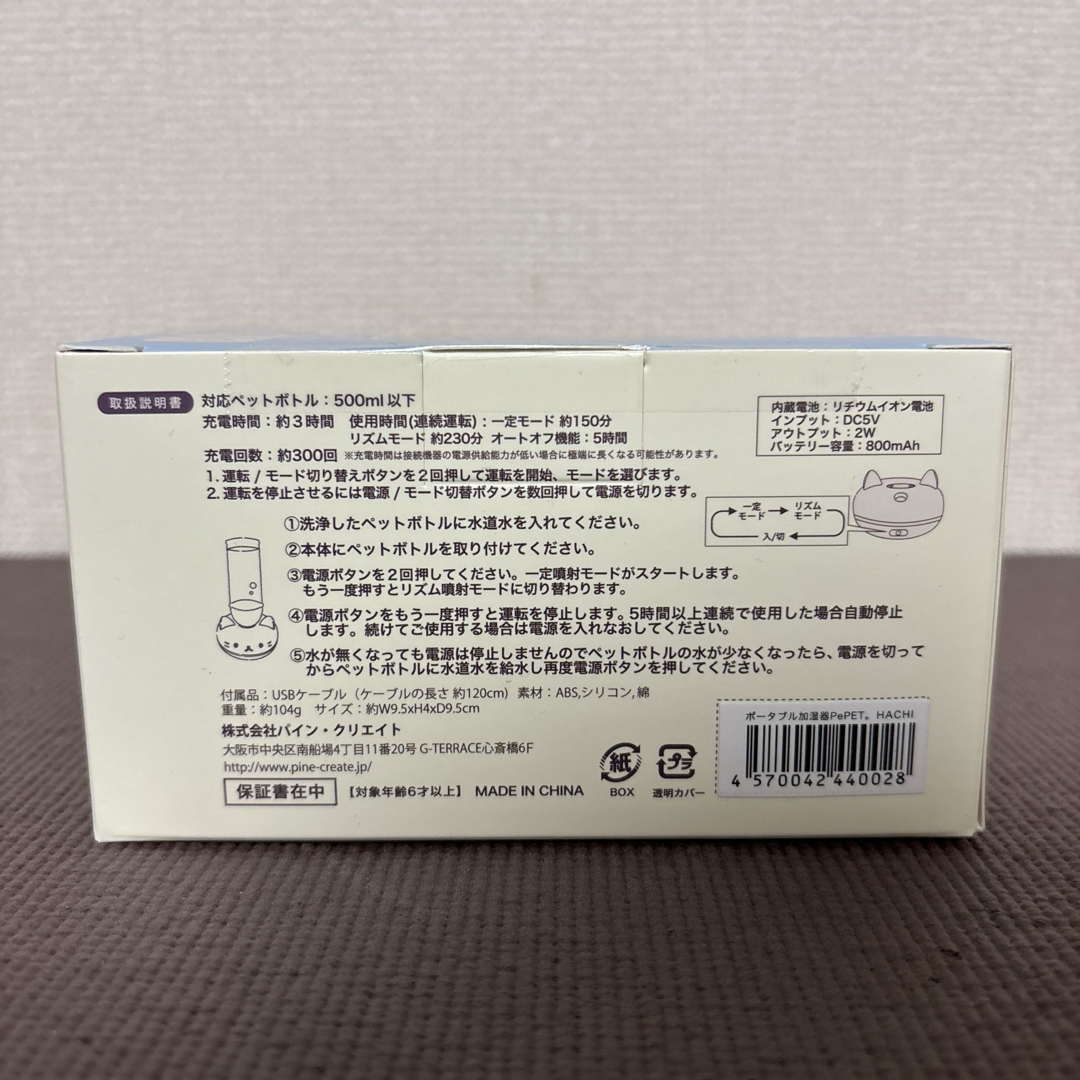 取扱説明書 対応ペットボトル：500ml以下
充電時間：約3時間 使用時間(連続運転)：一定モード 約150分
リズムモード 約230分 オートオフ機能：5時間
充電回数：約300回 ※充電時間は接続機器の電源供給能力が低い場合に極端に長くなる可能性があります。
1. 運転 / モード切り替えボタンを2回押して運転を開始、モードを選びます。
2. 運転を停止させるには電源 / モード切替ボタンを数回押して電源を切ります。
内蔵電池：リチウムイオン電池
インプット：DC5V
アウトプット：2W
バッテリー容量：800mAh
一定モード
リズムモード
入/切
①洗浄したペットボトルに水道水を入れてください。
②本体にペットボトルを取り付けてください。
③電源ボタンを2回押してください。一定噴射モードがスタートします。
もう一度押すとリズム噴射モードに切り替わります。
④電源ボタンをもう一度押すと運転を停止します。5時間以上連続で使用した場合自動停止
します。続けてご使用する場合は電源を入れなおしてください。
⑤水が無くなっても電源は停止しませんのでペットボトルの水が少なくなったら、電源を切って
からペットボトルに水道水を給水し再度電源ボタンを押してください。
付属品：USBケーブル（ケーブルの長さ 約120cm）素材：ABS,シリコン,綿
重量：約104g サイズ：約W9.5xH4xD9.5cm
株式会社パイン・クリエイト
大阪市中央区南船場4丁目11番20号 G-TERRACE心斎橋6F
http://www.pine-create.jp/
保証書在中 【対象年齢6才以上】 MADE IN CHINA
紙
BOX
プラ
透明カバー
ポータブル加湿器PePET。HACHI
4 570042 440028